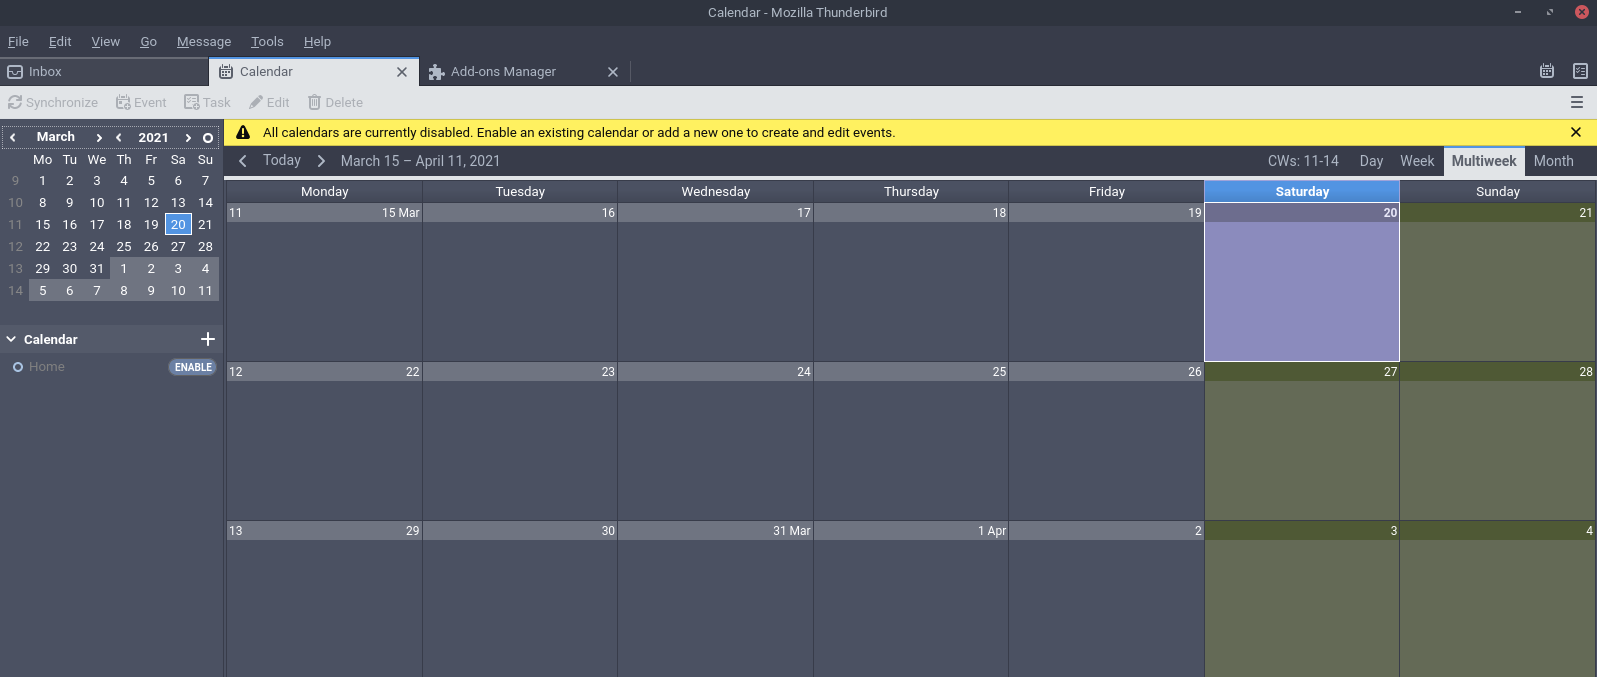 Calendar - Mozilla Thunderbird
File Edit View Go Message Tools Help
Inbox Calendar Add-ons Manager
Synchronize Event Task Edit Delete
March 2021
Mo Tu We Th Fr Sa Su
9 1 2 3 4 5 6 7
10 8 9 10 11 12 13 14
11 15 16 17 18 19 20 21
12 22 23 24 25 26 27 28
13 29 30 31 1 2 3 4
14 5 6 7 8 9 10 11
Calendar
Home ENABLE
All calendars are currently disabled. Enable an existing calendar or add a new one to create and edit events.
Today March 15 – April 11, 2021 CWs: 11-14 Day Week Multiweek Month
Monday Tuesday Wednesday Thursday Friday Saturday Sunday
11 15 Mar 16 17 18 19 20 21
12 22 23 24 25 26 27 28
13 29 30 31 Mar 1 Apr 2 3 4